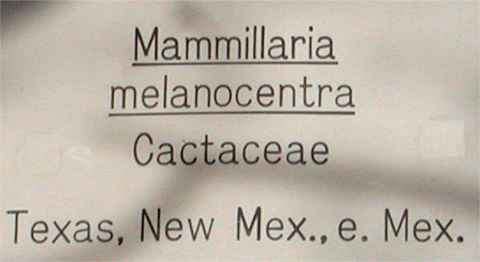 Mammillaria
melanocentra
Cactaceae
Texas, New Mex., e. Mex.